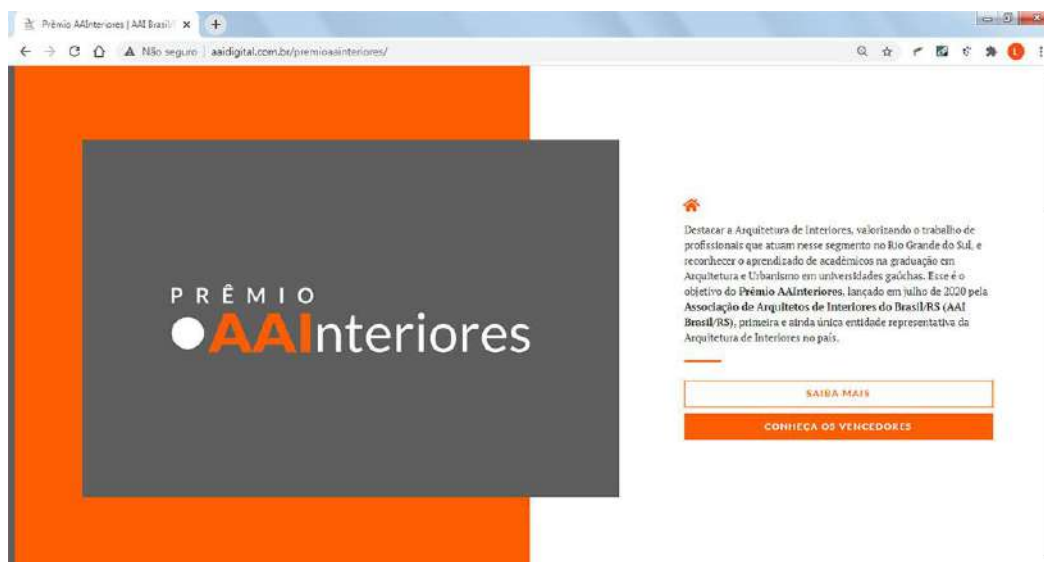 Prêmio AAInteriores | AAI Brasil/
Não seguro | aaidigital.com.br/premioaainteriores/
L
PRÊMIO
AAInteriores
Destacar a Arquitetura de Interiores, valorizando o trabalho de
profissionais que atuam nesse segmento no Rio Grande do Sul, e
reconhecer o aprendizado de acadêmicos na graduação em
Arquitetura e Urbanismo em universidades gaúchas. Esse é o
objetivo do Prêmio AAInteriores, lançado em julho de 2020 pela
Associação de Arquitetos de Interiores do Brasil/RS (AAI
Brasil/RS), primeira e ainda única entidade representativa da
Arquitetura de Interiores no país.
SAIBA MAIS
CONHEÇA OS VENCEDORES